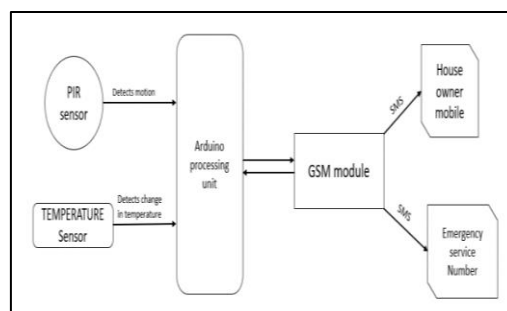 PIR
sensor
Detects motion
TEMPERATURE
Sensor
Detects change
in temperature
Arduino
processing
unit
GSM module
SMS
House
owner
mobile
SMS
Emergency
service
Number